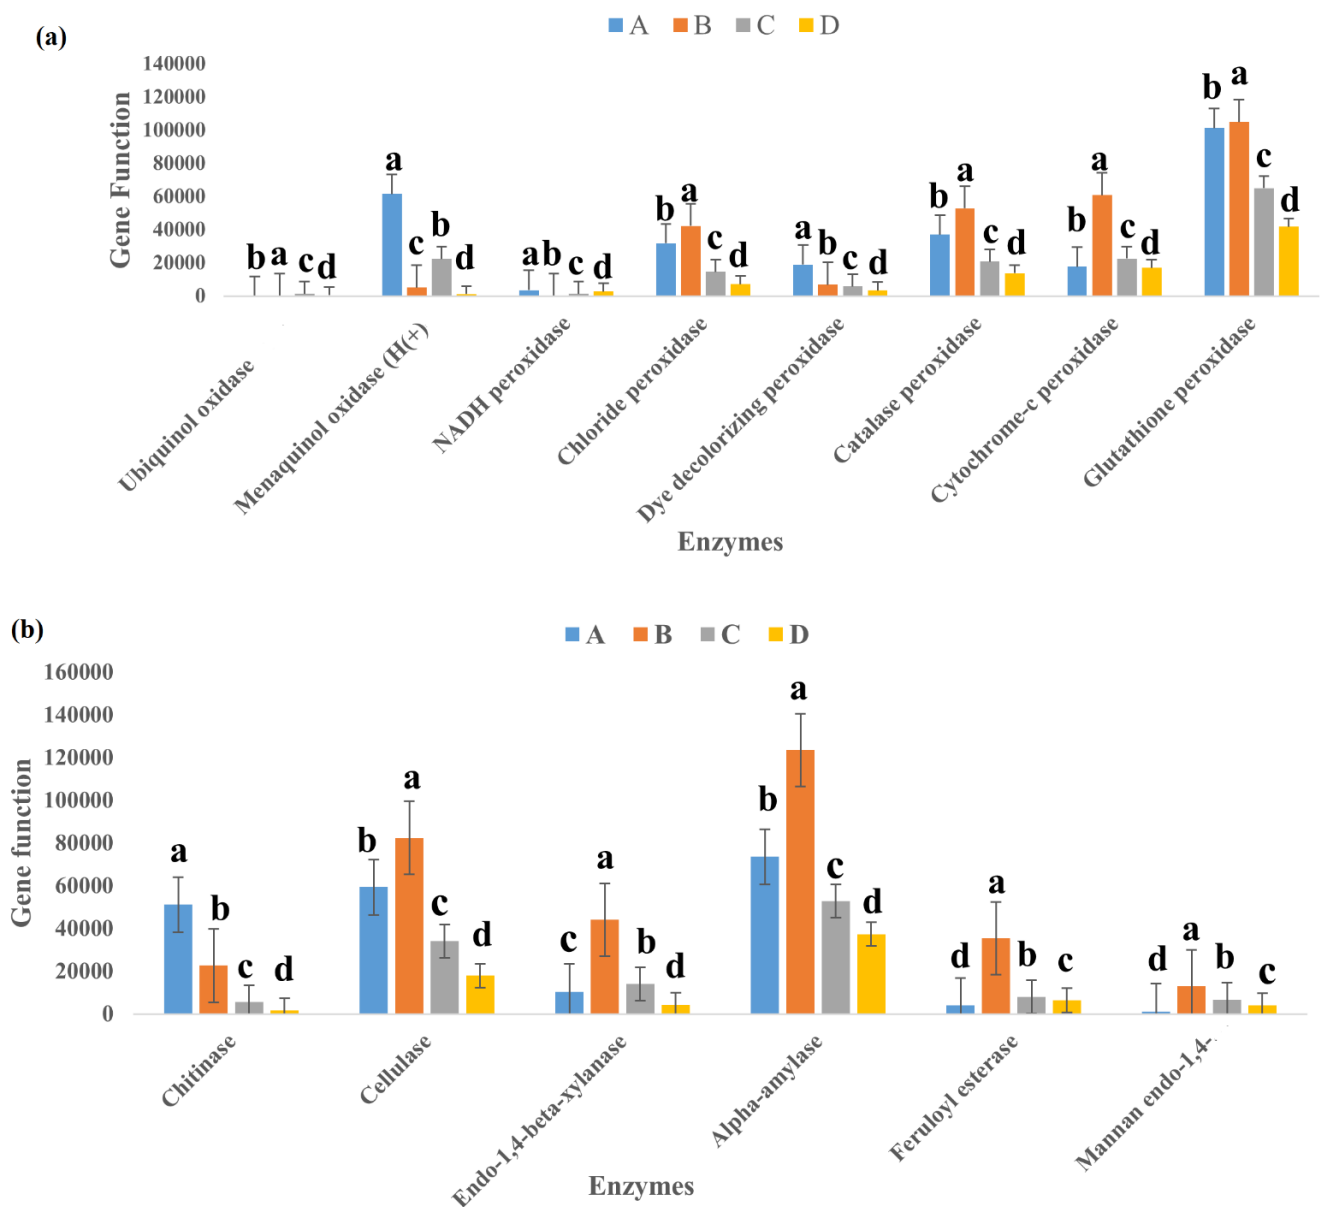 (a)
A B C D
Gene Function
140000
120000
100000
80000
60000
40000
20000
0
b a c d
a c b d
a b c d
b a c d
a b c d
b a c d
b a c d
b a c d
Ubiquinol oxidase
Menaquinol oxidase (H(+)
NADH peroxidase
Chloride peroxidase
Dye decolorizing peroxidase
Catalase peroxidase
Cytochrome-c peroxidase
Glutathione peroxidase
Enzymes
(b)
A B C D
Gene function
160000
140000
120000
100000
80000
60000
40000
20000
0
a b c d
b a c d
c a b d
b a c d
d a b c
d a b c
Chitinase
Cellulase
Endo-1,4-beta-xylanase
Alpha-amylase
Feruloyl esterase
Mannan endo-1,4-
Enzymes